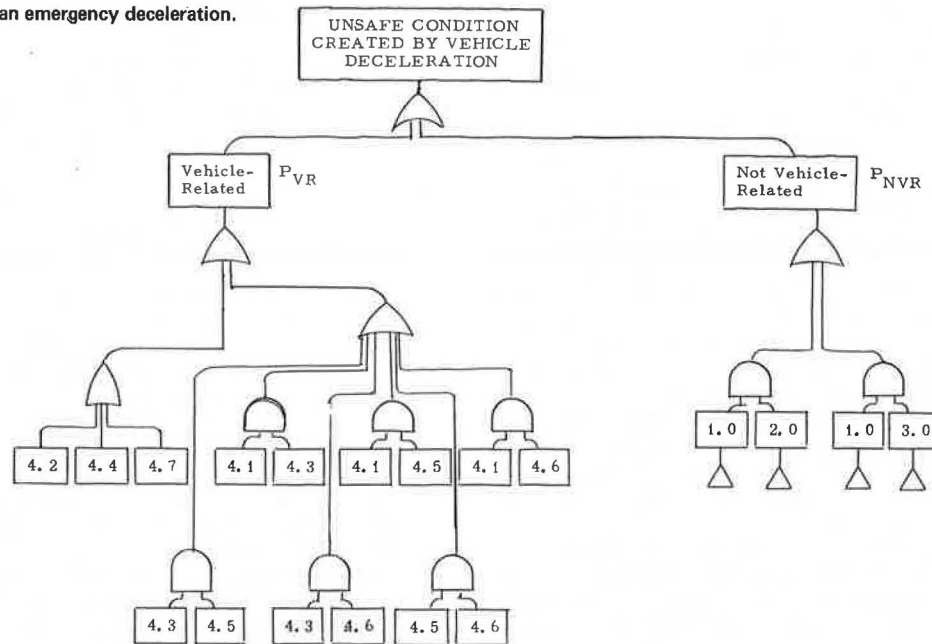 an emergency deceleration.
UNSAFE CONDITION
CREATED BY VEHICLE
DECELERATION
Vehicle-
Related
P_VR
Not Vehicle-
Related
P_NVR
1.0 2.0 1.0 3.0
4.2 4.4 4.7 4.1 4.3 4.1 4.5 4.1 4.6
4.3 4.5 4.3 4.6 4.5 4.6